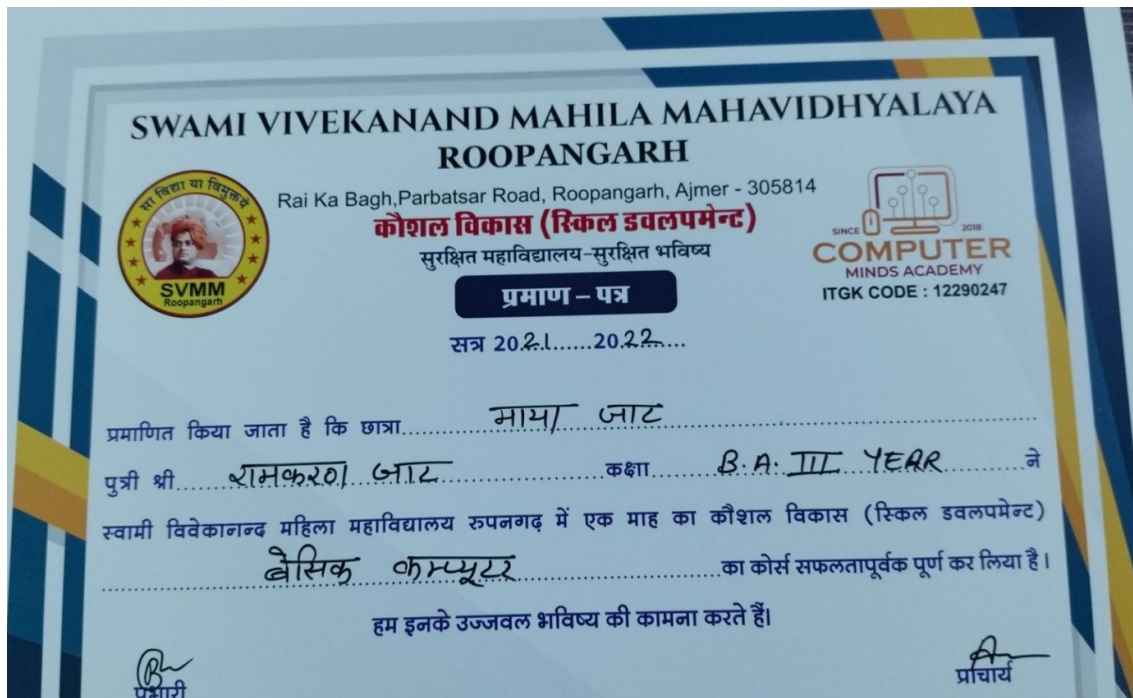 SWAMI VIVEKANAND MAHILA MAHAVIDHYALAYA
ROOPANGARH
Rai Ka Bagh,Parbatsar Road, Roopangarh, Ajmer - 305814
कौशल विकास (स्किल डवलपमेन्ट)
सुरक्षित महाविद्यालय-सुरक्षित भविष्य
सा विद्या या विमुक्तये
SVMM
Roopangarh
SINCE 2018
COMPUTER
MINDS ACADEMY
ITGK CODE : 12290247
प्रमाण – पत्र
सत्र 2021......2022....
प्रमाणित किया जाता है कि छात्रा.... माया जाट ....
पुत्री श्री.... रामकरण जाट ....कक्षा.... B.A. III YEAR ....ने
स्वामी विवेकानन्द महिला महाविद्यालय रुपनगढ़ में एक माह का कौशल विकास (स्किल डवलपमेन्ट)
.... बेसिक कम्प्यूटर ....का कोर्स सफलतापूर्वक पूर्ण कर लिया है।
हम इनके उज्जवल भविष्य की कामना करते हैं।
प्रभारी
प्राचार्य